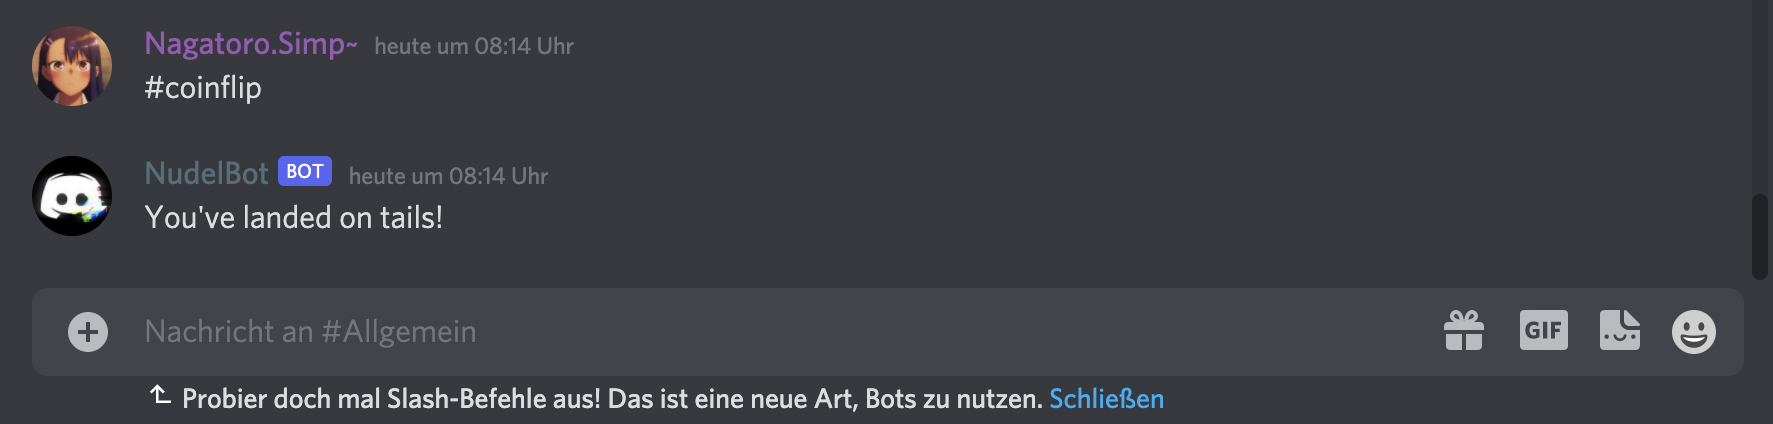 Nagatoro.Simp~ heute um 08:14 Uhr
#coinflip
NudelBot BOT heute um 08:14 Uhr
You've landed on tails!
Nachricht an #Allgemein GIF
Probier doch mal Slash-Befehle aus! Das ist eine neue Art, Bots zu nutzen. Schließen